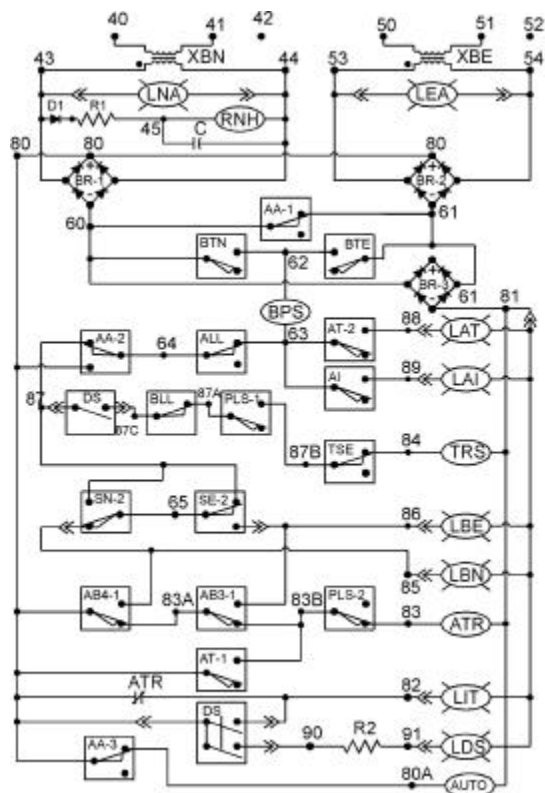 40 41 42 50 51 52
43 XBN 44 53 XBE 54
LNA LEA
D1 R1 RNH
45 C
80 80 80
BR-1 BR-2
+ - + -
AA-1
60 61
BTN BTE
62
+ -
BR-3
BPS 61 81
63 88
AA-2 ALL AT-2 LAT
64
89
AI LAI
87 DS BLL 87A PLS-1
87C 84
87B TSE TRS
SN-2 65 SE-2
86 LBE
85 LBN
AB4-1 83A AB3-1 83B PLS-2 83 ATR
AT-1
ATR 82 LIT
DS
90 R2 91 LDS
AA-3
80A AUTO